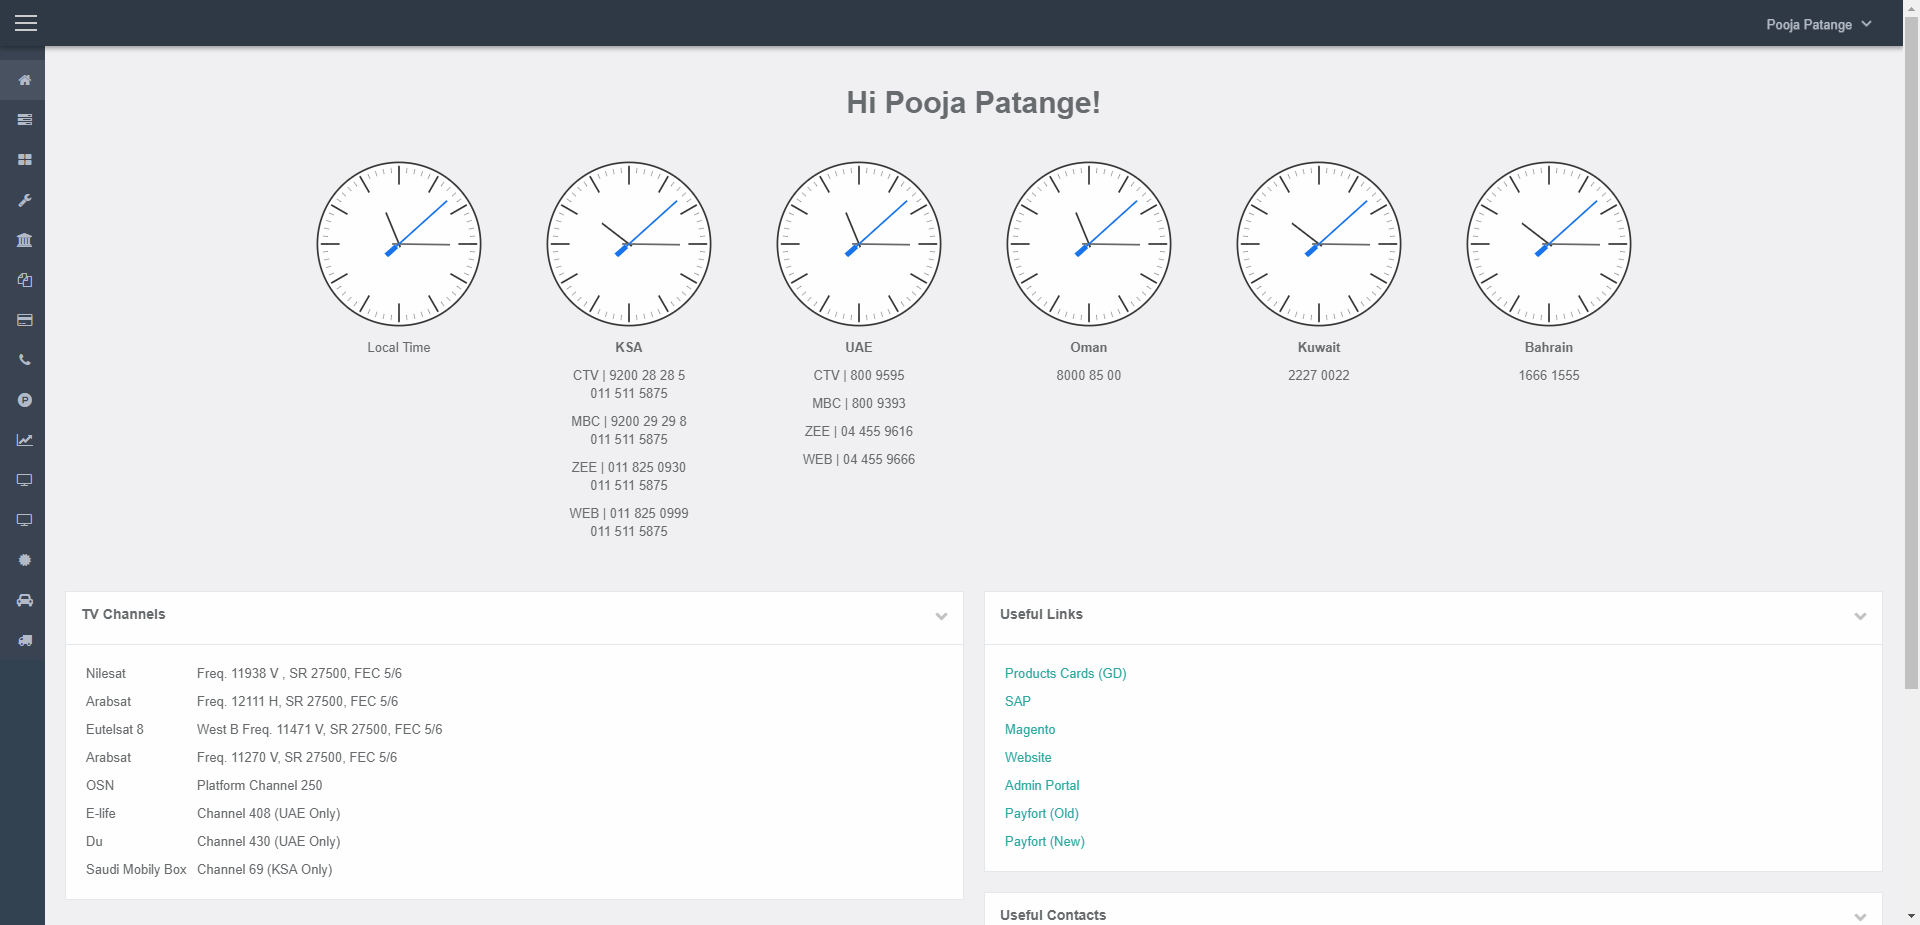 Pooja Patange
Hi Pooja Patange!
Local Time
KSA
CTV | 9200 28 28 5
011 511 5875
MBC | 9200 29 29 8
011 511 5875
ZEE | 011 825 0930
011 511 5875
WEB | 011 825 0999
011 511 5875
UAE
CTV | 800 9595
MBC | 800 9393
ZEE | 04 455 9616
WEB | 04 455 9666
Oman
8000 85 00
Kuwait
2227 0022
Bahrain
1666 1555
TV Channels
Nilesat Freq. 11938 V , SR 27500, FEC 5/6
Arabsat Freq. 12111 H, SR 27500, FEC 5/6
Eutelsat 8 West B Freq. 11471 V, SR 27500, FEC 5/6
Arabsat Freq. 11270 V, SR 27500, FEC 5/6
OSN Platform Channel 250
E-life Channel 408 (UAE Only)
Du Channel 430 (UAE Only)
Saudi Mobily Box Channel 69 (KSA Only)
Useful Links
Products Cards (GD)
SAP
Magento
Website
Admin Portal
Payfort (Old)
Payfort (New)
Useful Contacts